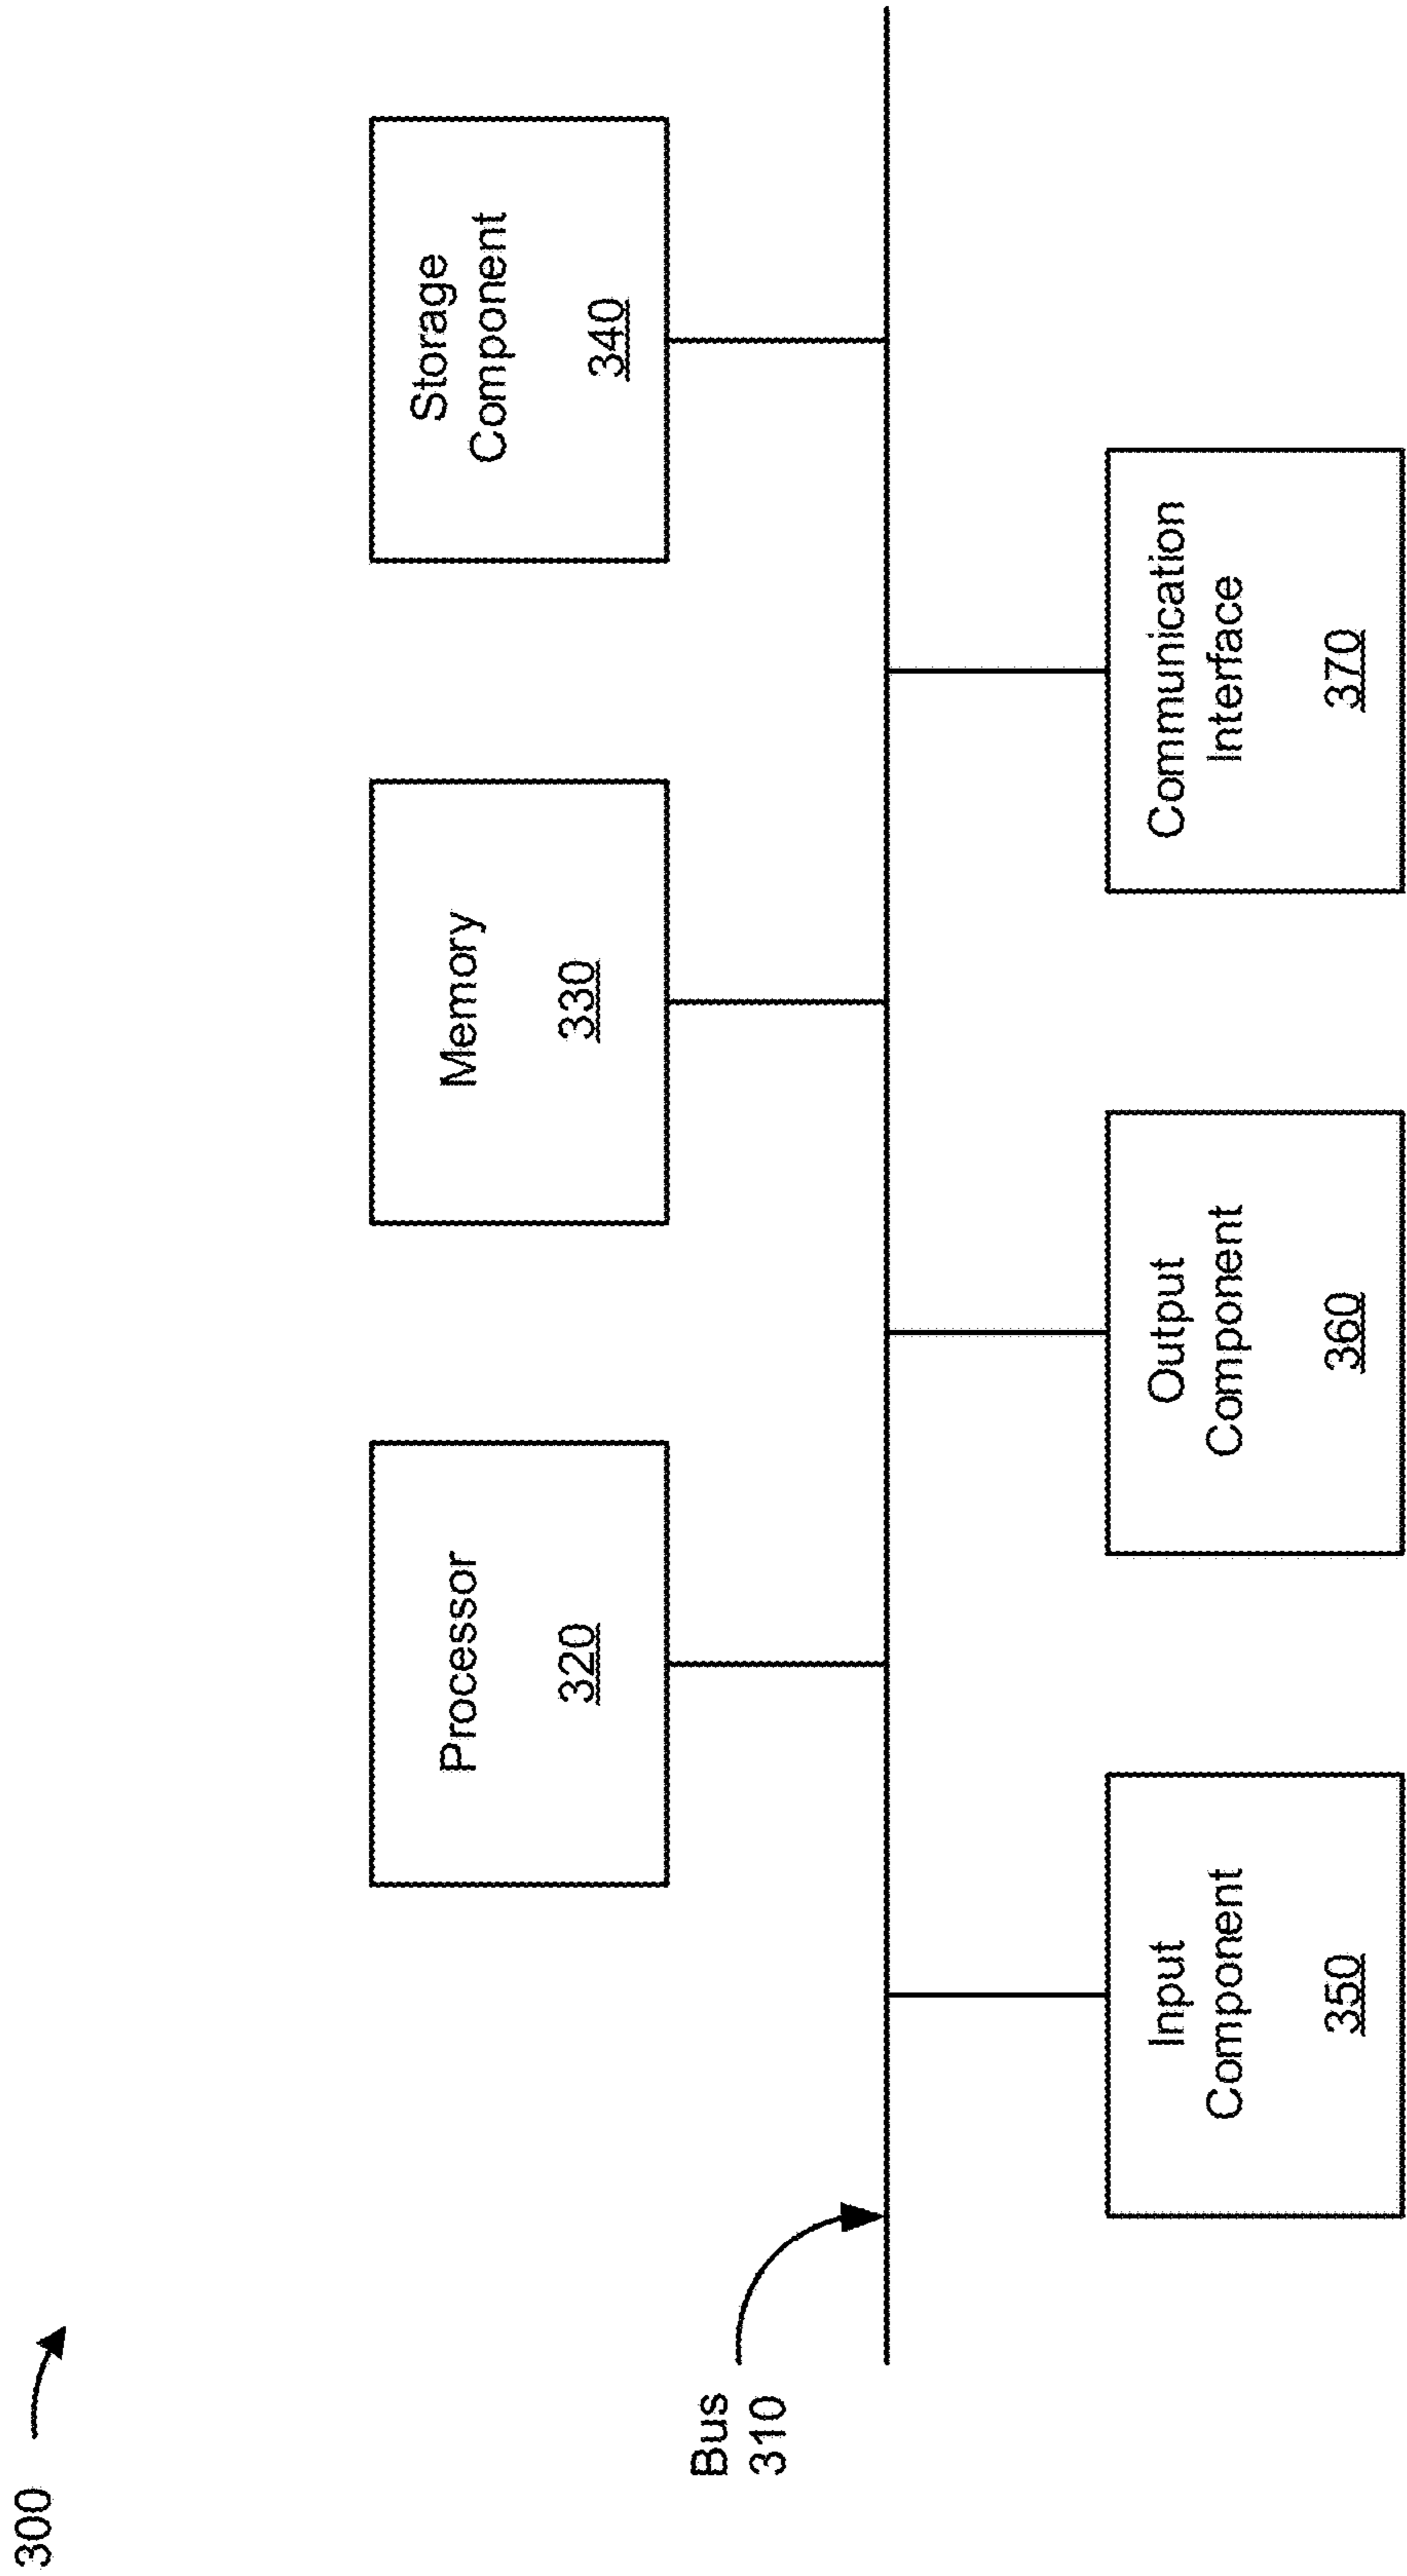 300
Processor
320
Memory
330
Storage
Component
340
Bus
310
Input
Component
350
Output
Component
360
Communication
Interface
370